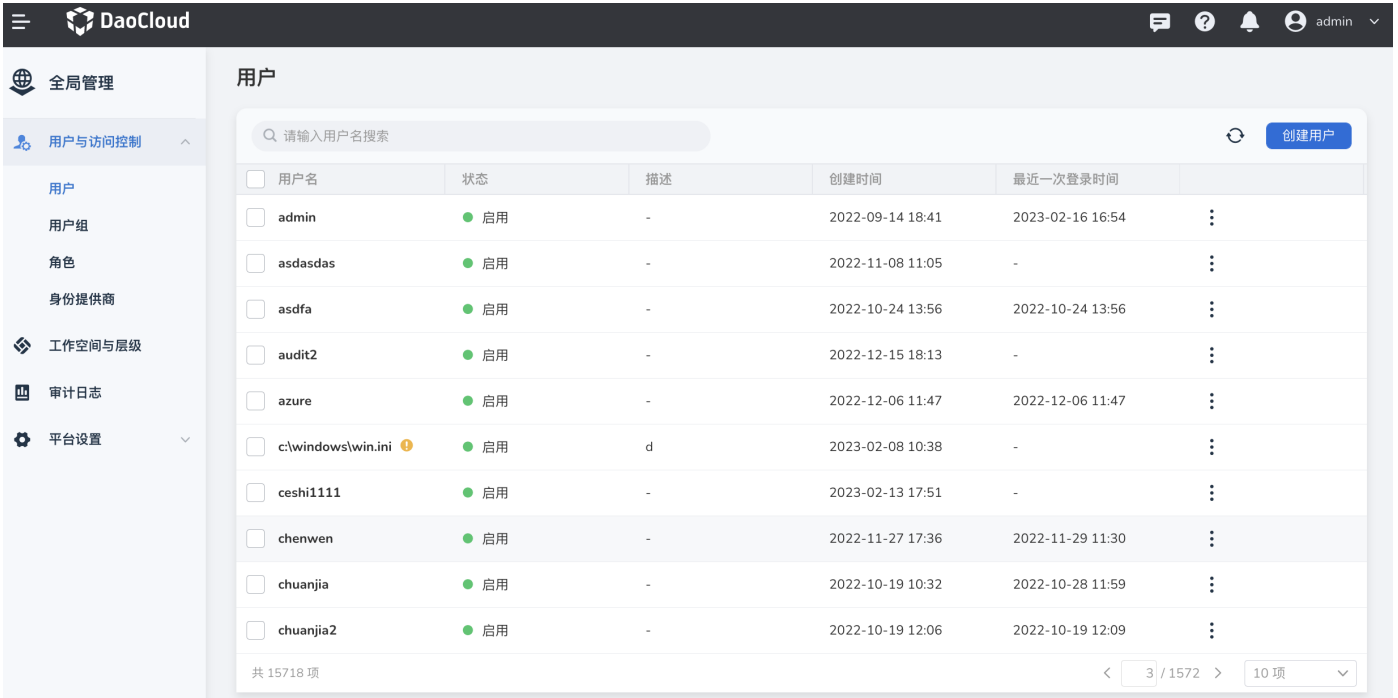 DaoCloud
admin
全局管理
用户与访问控制
用户
用户组
角色
身份提供商
工作空间与层级
审计日志
平台设置
用户
请输入用户名搜索
创建用户
用户名 状态 描述 创建时间 最近一次登录时间
admin 启用 - 2022-09-14 18:41 2023-02-16 16:54
asdasdas 启用 - 2022-11-08 11:05 -
asdfa 启用 - 2022-10-24 13:56 2022-10-24 13:56
audit2 启用 - 2022-12-15 18:13 -
azure 启用 - 2022-12-06 11:47 2022-12-06 11:47
c:\windows\win.ini 启用 d 2023-02-08 10:38 -
ceshi1111 启用 - 2023-02-13 17:51 -
chenwen 启用 - 2022-11-27 17:36 2022-11-29 11:30
chuanjia 启用 - 2022-10-19 10:32 2022-10-28 11:59
chuanjia2 启用 - 2022-10-19 12:06 2022-10-19 12:09
共 15718 项
3 / 1572
10 项